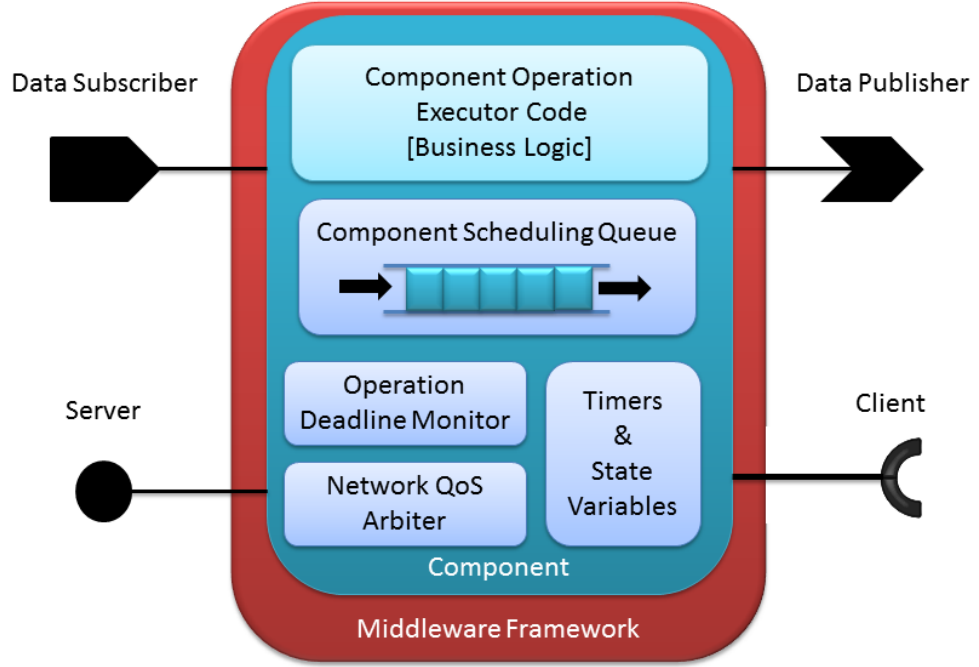 Data Subscriber
Component Operation
Executor Code
[Business Logic]
Data Publisher
Component Scheduling Queue
Server
Operation
Deadline Monitor
Network QoS
Arbiter
Timers
&
State
Variables
Client
Component
Middleware Framework